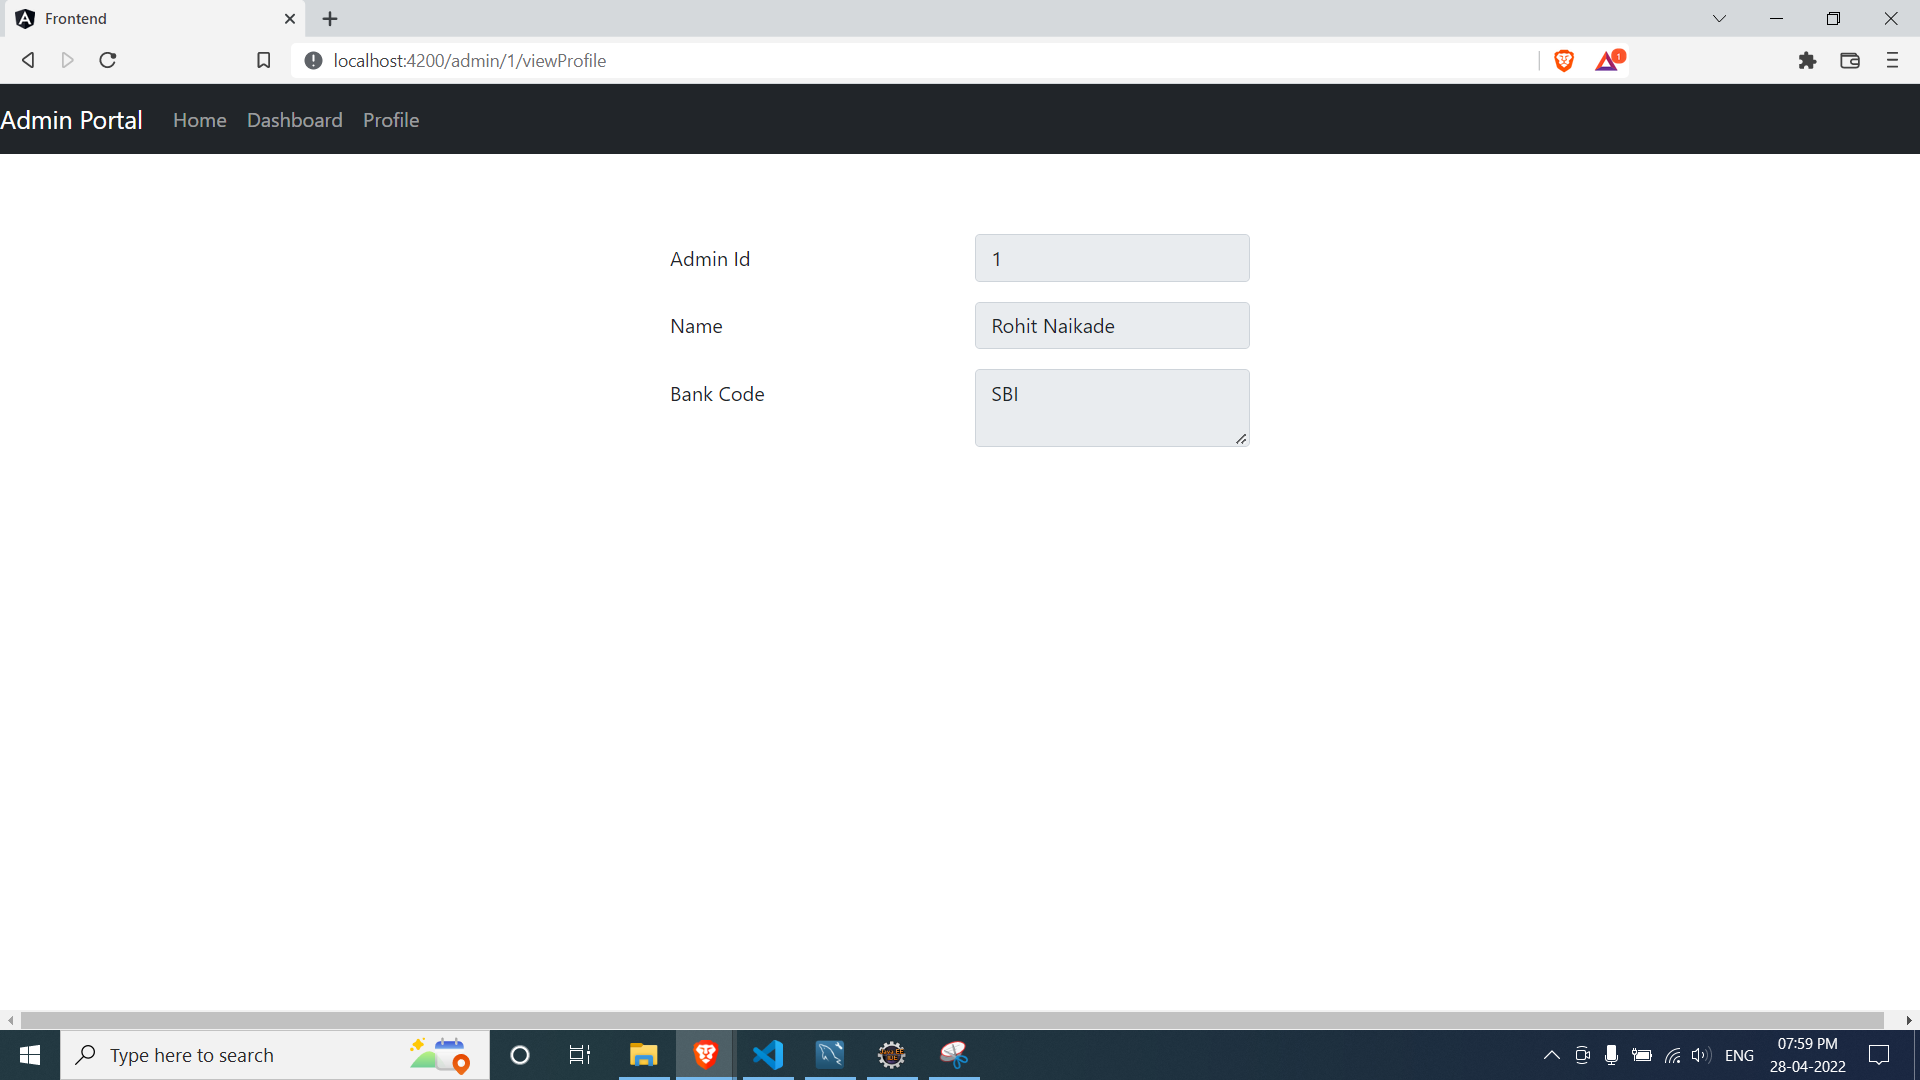 Frontend
localhost:4200/admin/1/viewProfile
1
Admin Portal Home Dashboard Profile
Admin Id 1
Name Rohit Naikade
Bank Code SBI
Type here to search
ENG
07:59 PM
28-04-2022